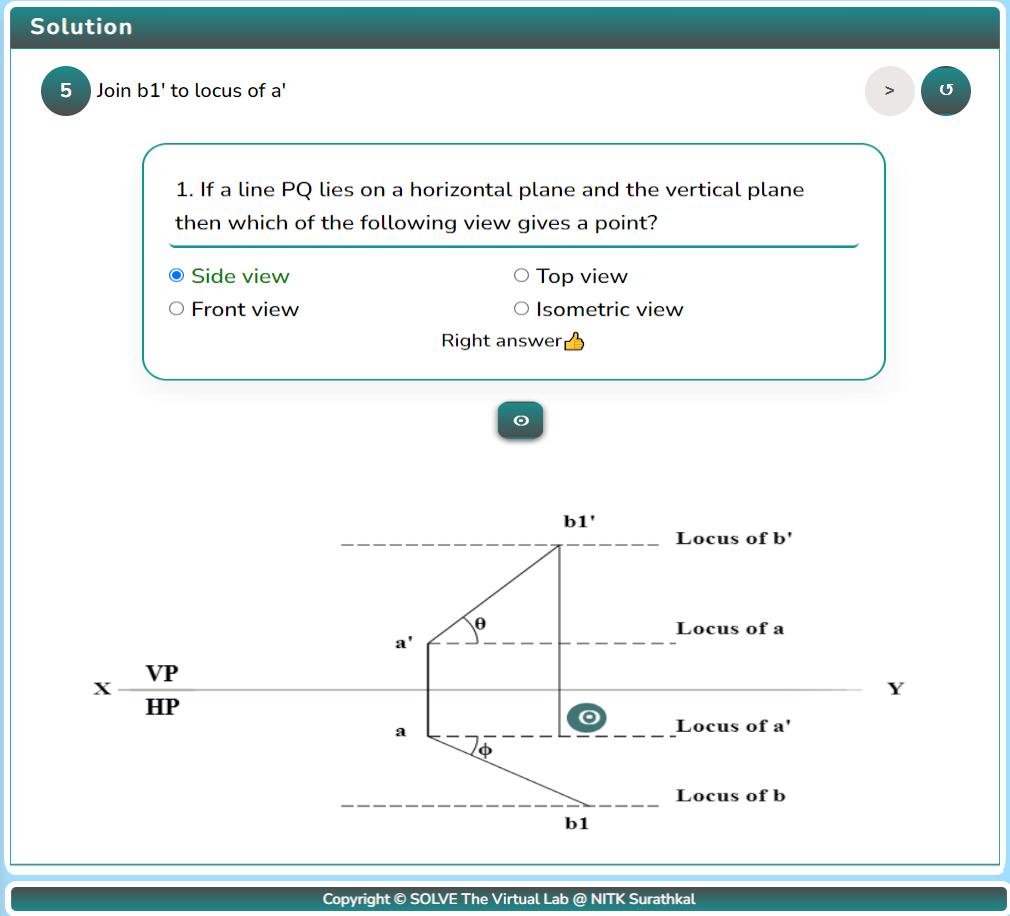 Solution
5 Join b1' to locus of a' > ↺
1. If a line PQ lies on a horizontal plane and the vertical plane
then which of the following view gives a point?
Side view Top view
Front view Isometric view
Right answer👍
b1'
Locus of b'
θ
Locus of a
a'
VP
X Y
HP
Locus of a'
a
ϕ
Locus of b
b1
Copyright © SOLVE The Virtual Lab @ NITK Surathkal